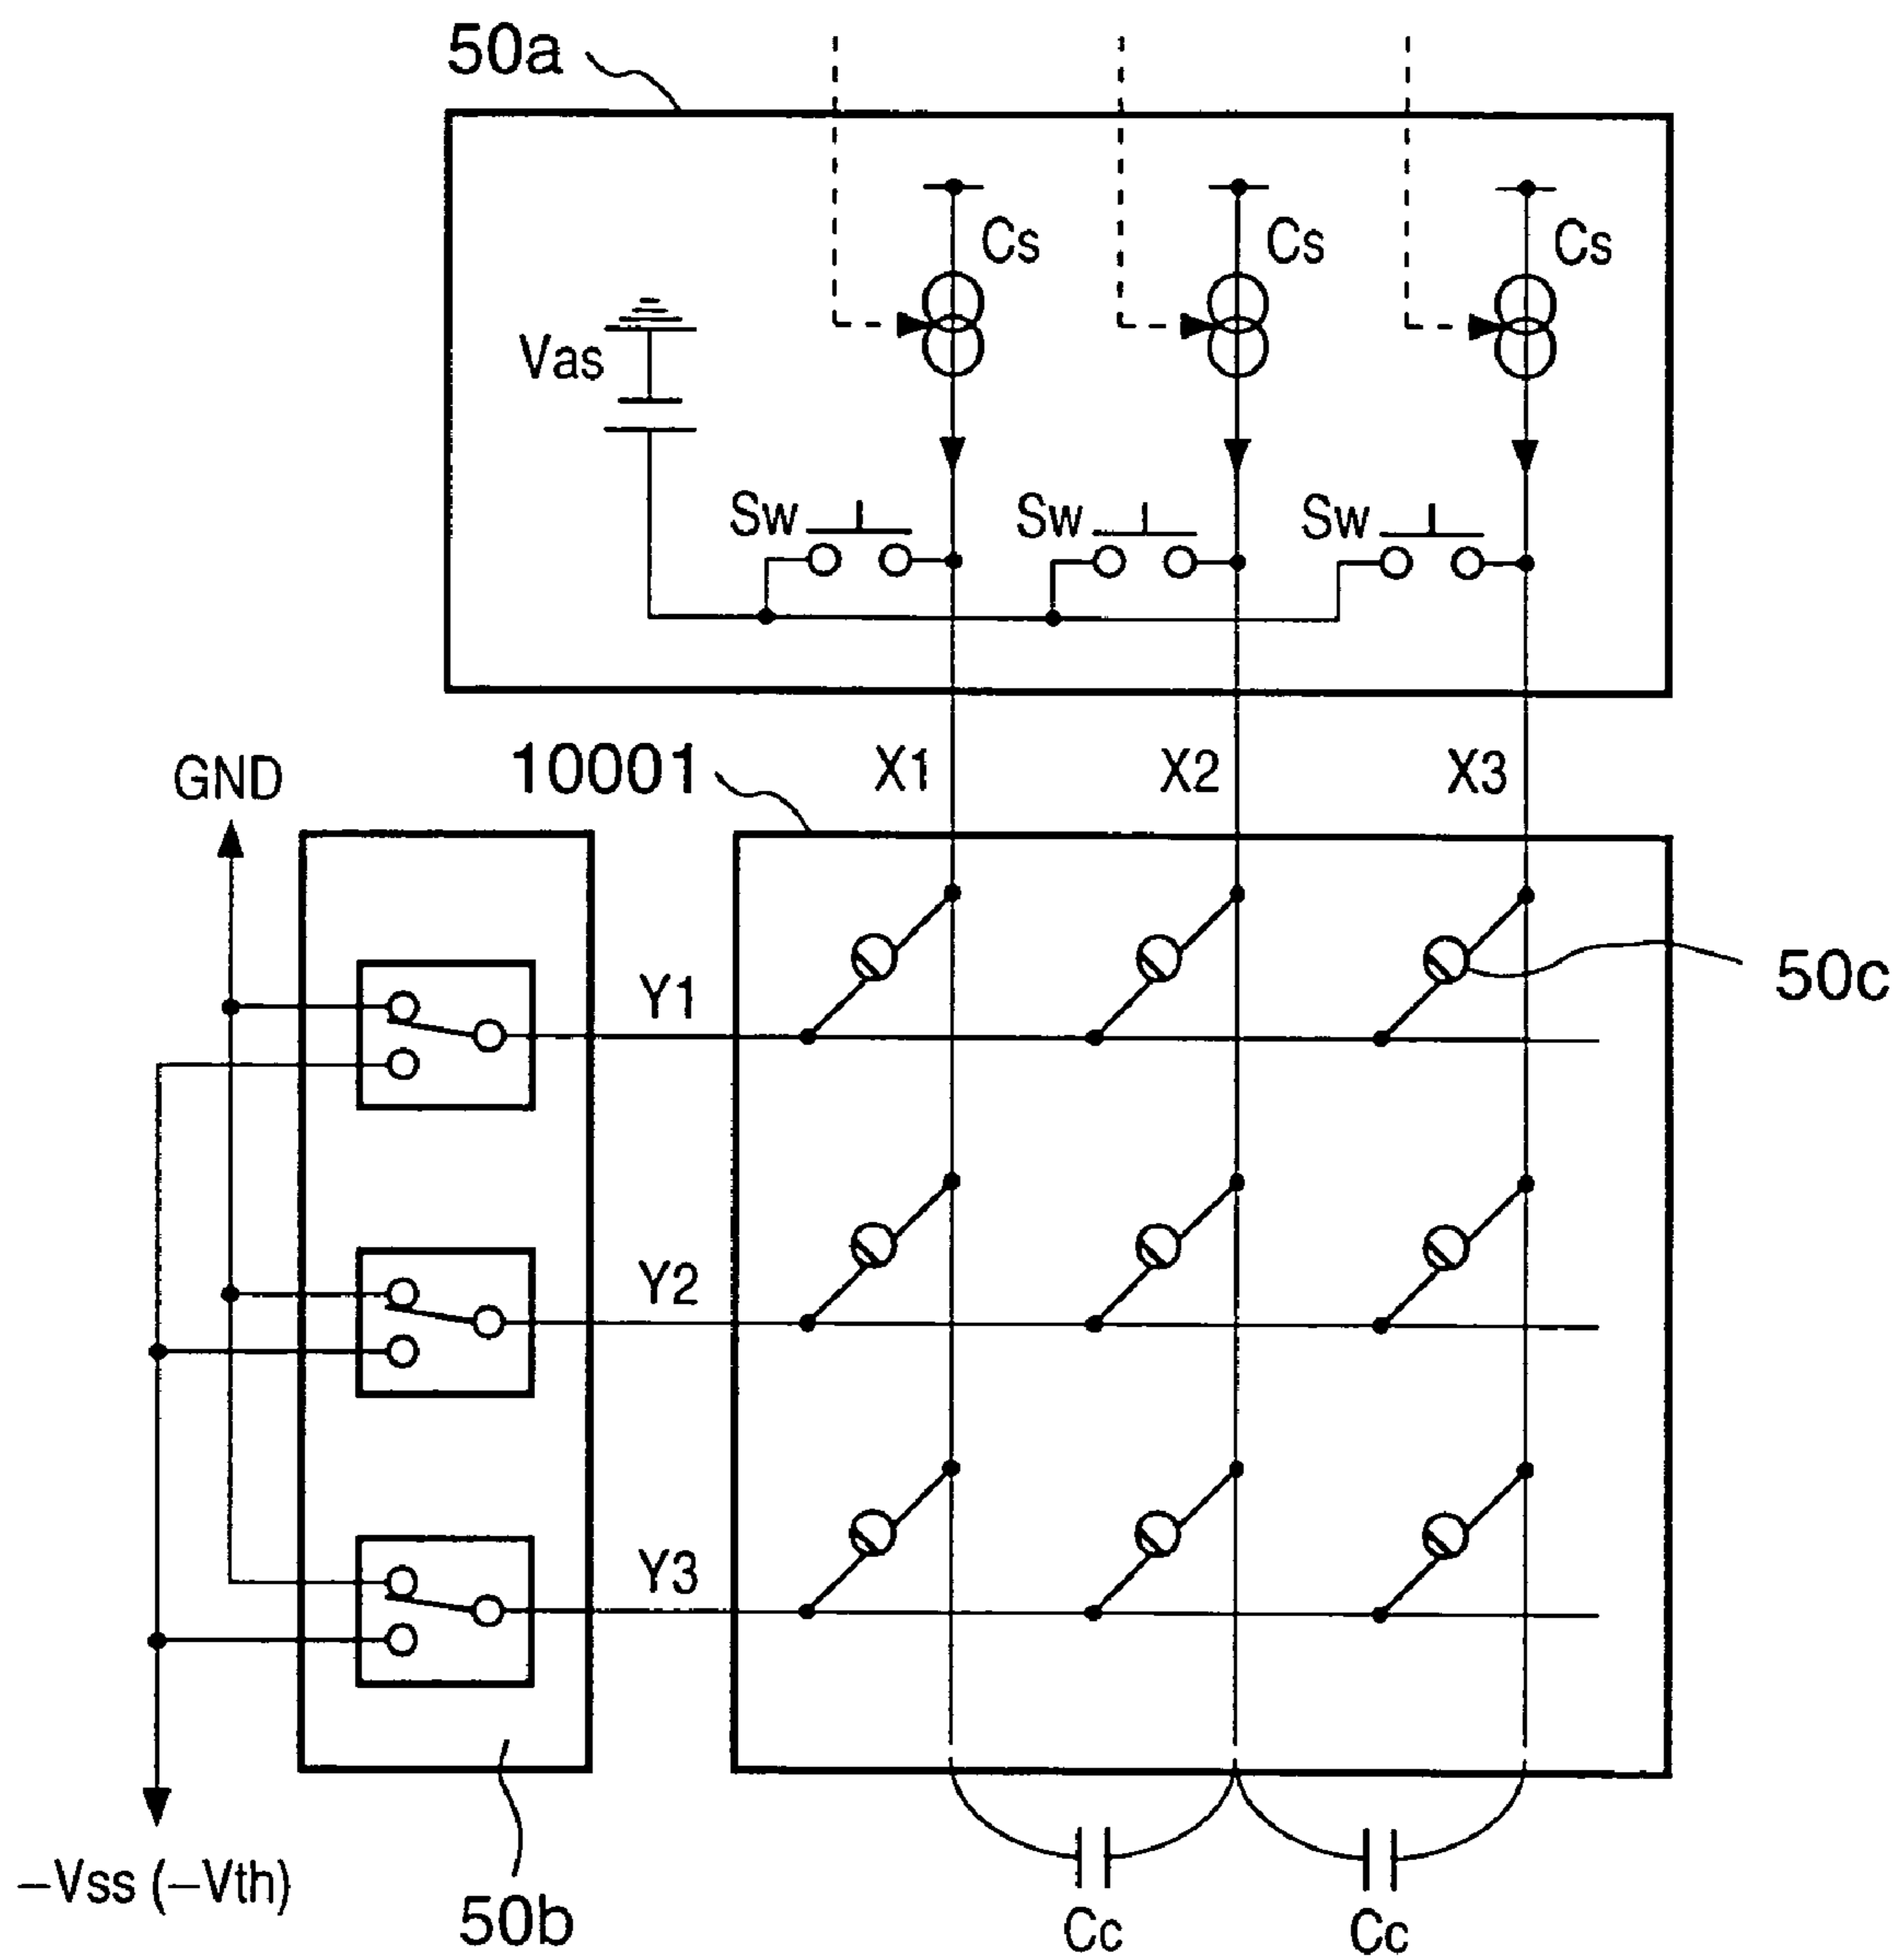 50a
Cs Cs Cs
Vas
Sw Sw Sw
GND
10001 X1 X2 X3
Y1
50c
Y2
Y3
–Vss (–Vth)
50b
Cc Cc